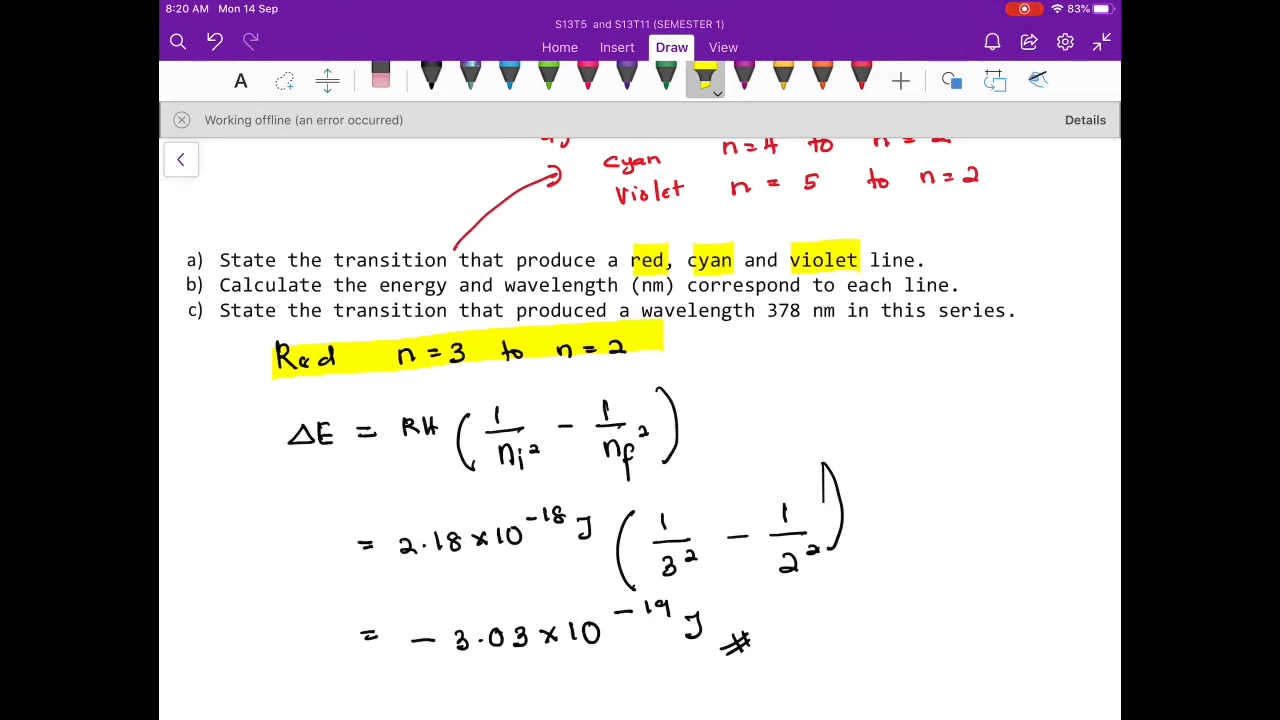 8:20 AM Mon 14 Sep
83%
S13T5 and S13T11 (SEMESTER 1)
Home Insert Draw View
A
Working offline (an error occurred) Details
Cyan n = 4 to n = 2
Violet n = 5 to n = 2
a) State the transition that produce a red, cyan and violet line.
b) Calculate the energy and wavelength (nm) correspond to each line.
c) State the transition that produced a wavelength 378 nm in this series.
Red n = 3 to n = 2
ΔE = RH ( 1/ni² − 1/nf² )
= 2.18 × 10⁻¹⁸ J ( 1/3² − 1/2² )
= − 3.03 × 10⁻¹⁹ J #